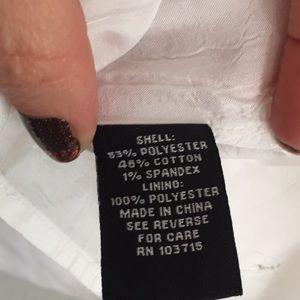 SHELL:
53% POLYESTER
46% COTTON
1% SPANDEX
LINING:
100% POLYESTER
MADE IN CHINA
SEE REVERSE
FOR CARE
RN 103715